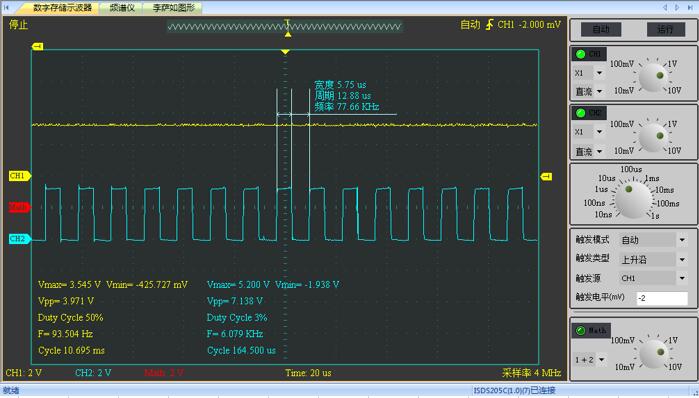 数字存储示波器 频谱仪 李萨如图形
停止
T
自动 CH1 -2.000 mV
宽度 5.75 us
周期 12.88 us
频率 77.66 KHz
CH1
Math
CH2
Vmax= 3.545 V Vmin= -425.727 mV
Vpp= 3.971 V
Duty Cycle 50%
F= 93.504 Hz
Cycle 10.695 ms
Vmax= 5.200 V Vmin= -1.938 V
Vpp= 7.138 V
Duty Cycle 3%
F= 6.079 KHz
Cycle 164.500 us
CH1: 2 V CH2: 2 V Math: 2 V Time: 20 us 采样率 4 MHz
自动 运行
CH1
X1
直流
100mV 1V
10mV 10V
CH2
X1
直流
100mV 1V
10mV 10V
100us
10us 1ms
1us 10ms
100ns 100ms
10ns 1s
触发模式 自动
触发类型 上升沿
触发源 CH1
触发电平(mV) -2
Math
1 + 2
100mV 1V
10mV 10V
就绪 ISDS205C(1.0)(7)已连接